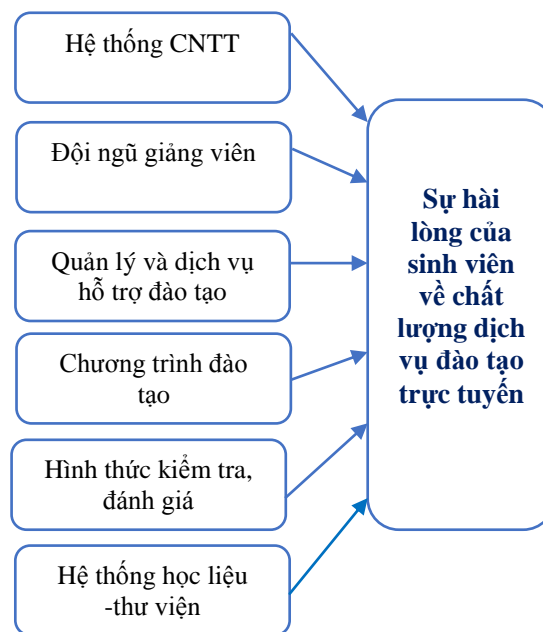 Hệ thống CNTT
Đội ngũ giảng viên
Quản lý và dịch vụ
hỗ trợ đào tạo
Chương trình đào
tạo
Hình thức kiểm tra,
đánh giá
Hệ thống học liệu
-thư viện
Sự hài
lòng của
sinh viên
về chất
lượng dịch
vụ đào tạo
trực tuyến